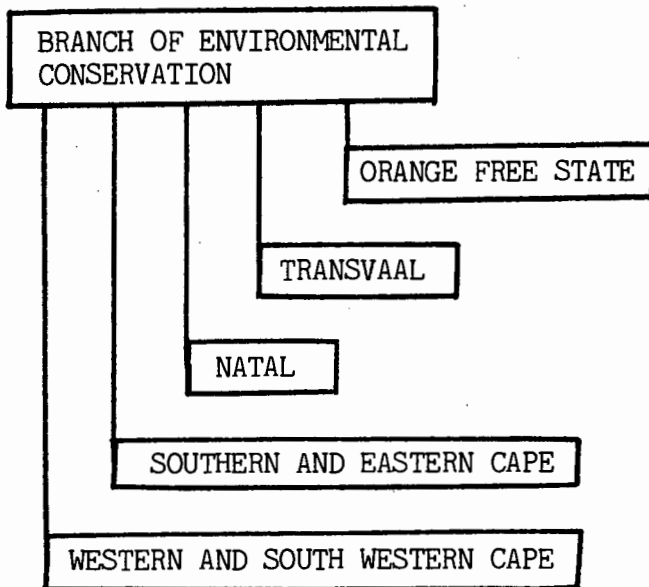 BRANCH OF ENVIRONMENTAL
CONSERVATION
ORANGE FREE STATE
TRANSVAAL
NATAL
SOUTHERN AND EASTERN CAPE
WESTERN AND SOUTH WESTERN CAPE